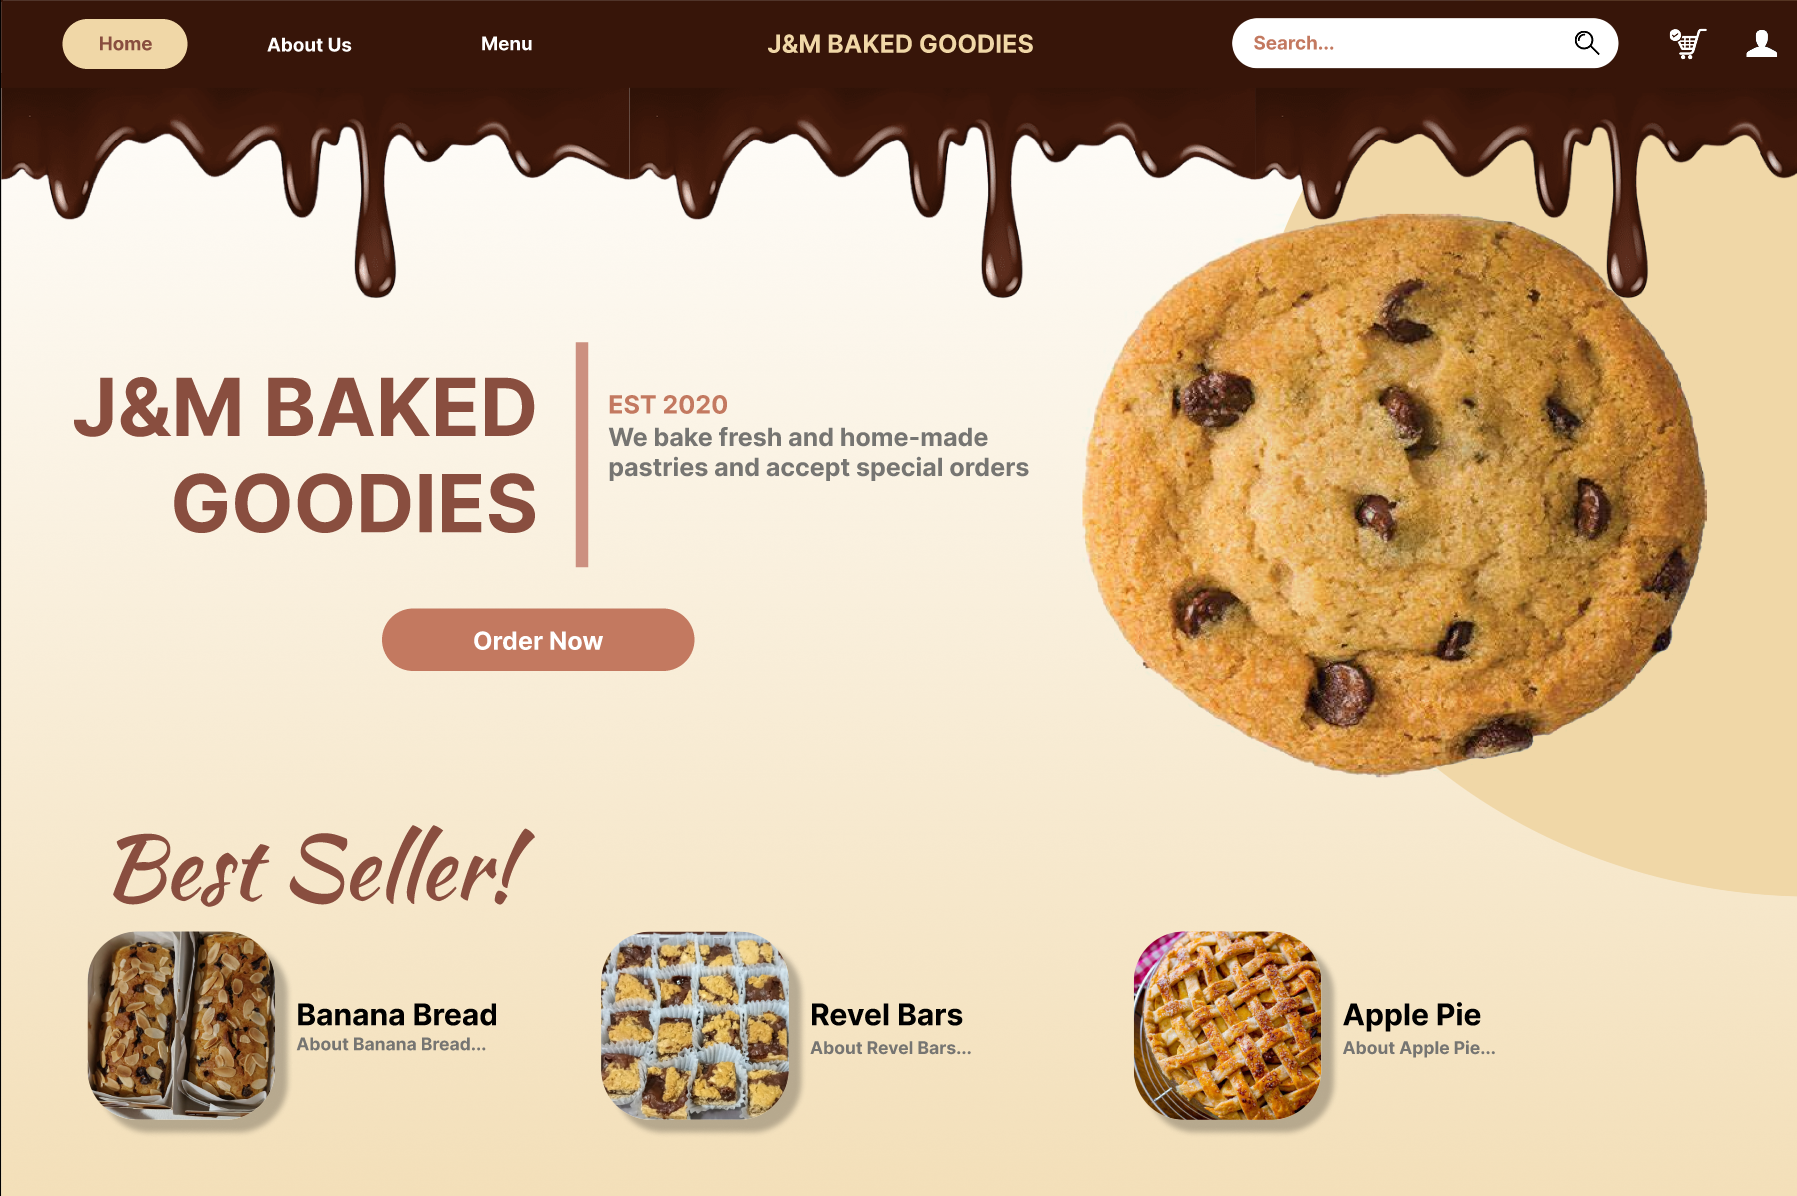 Home
About Us
Menu
J&M BAKED GOODIES
Search...
J&M BAKED
GOODIES
EST 2020
We bake fresh and home-made
pastries and accept special orders
Order Now
Best Seller!
Banana Bread
About Banana Bread...
Revel Bars
About Revel Bars...
Apple Pie
About Apple Pie...